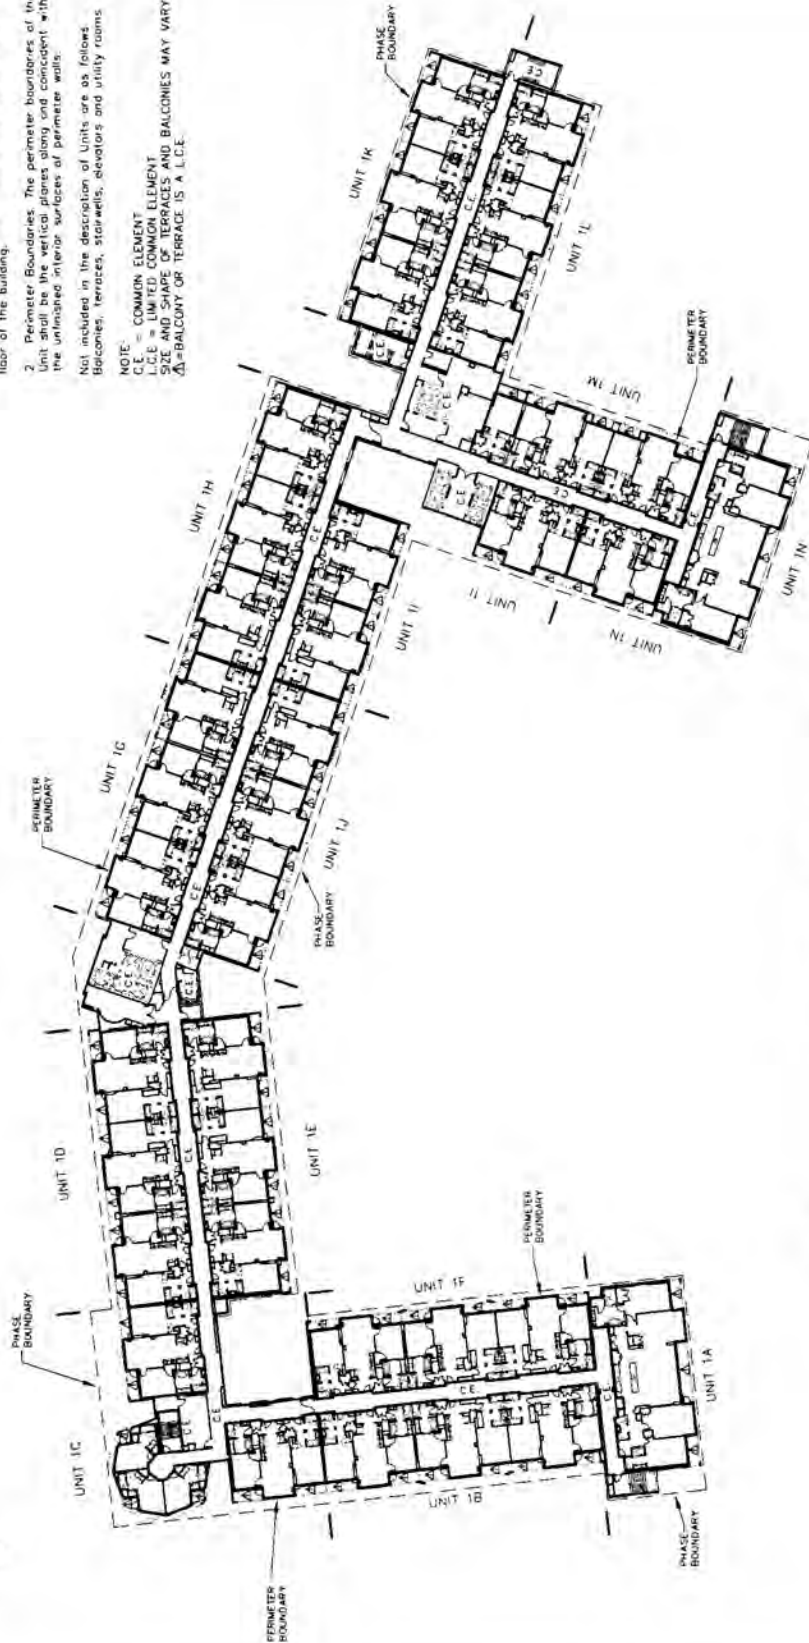 floor of the building.
2 Perimeter Boundaries. The perimeter boundaries of th
Unit shall be the vertical planes along and coincident with
the unfinished interior surfaces of perimeter walls.
Not included in the description of Units are as follows
Balconies, terraces, stairwells, elevators and utility rooms
NOTE:
C.E. = COMMON ELEMENT
L.C.E = LIMITED COMMON ELEMENT
SIZE AND SHAPE OF TERRACES AND BALCONIES MAY VARY
△=BALCONY OR TERRACE IS A L.C.E.
PHASE
BOUNDARY
UNIT 1K
C.E.
C.E.
UNIT 1L
C.E.
C.E.
UNIT 1M
PERIMETER
BOUNDARY
UNIT 1H
C.E.
C.E.
C.E.
C.E.
UNIT 1I
UNIT 1I
UNIT 1N
UNIT 1N
UNIT 1G
PERIMETER
BOUNDARY
C.E.
UNIT 1J
PHASE
BOUNDARY
C.E.
C.E.
UNIT 1D
C.E.
UNIT 1E
PHASE
BOUNDARY
UNIT 1C
C.E.
C.E.
UNIT 1F
PERIMETER
BOUNDARY
C.E.
C.E.
UNIT 1A
UNIT 1B
PERIMETER
BOUNDARY
PHASE
BOUNDARY